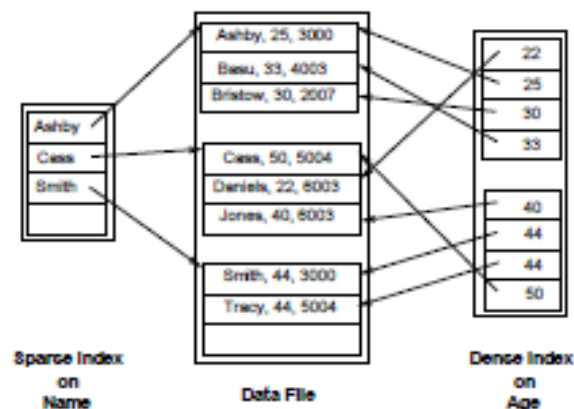 Ashby
Cass
Smith
Sparse Index
on
Name
Ashby, 25, 3000
Basu, 33, 4003
Bristow, 30, 2007
Cass, 50, 5004
Daniels, 22, 6003
Jones, 40, 6003
Smith, 44, 3000
Tracy, 44, 5004
Data File
22
25
30
33
40
44
44
50
Dense Index
on
Age